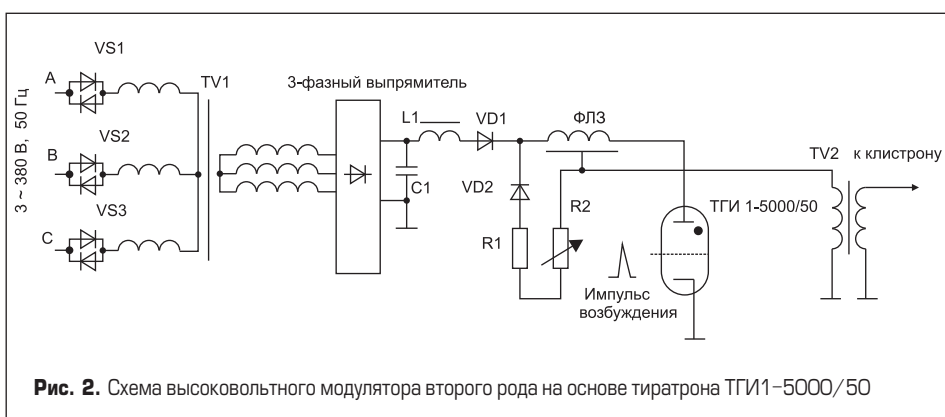 3 ~ 380 В, 50 Гц
A
VS1
B
VS2
C
VS3
TV1
3-фазный выпрямитель
L1
C1
VD1
VD2
R1
R2
ФЛЗ
Импульс
возбуждения
ТГИ 1-5000/50
TV2
к клистрону
Рис. 2. Схема высоковольтного модулятора второго рода на основе тиратрона ТГИ1-5000/50